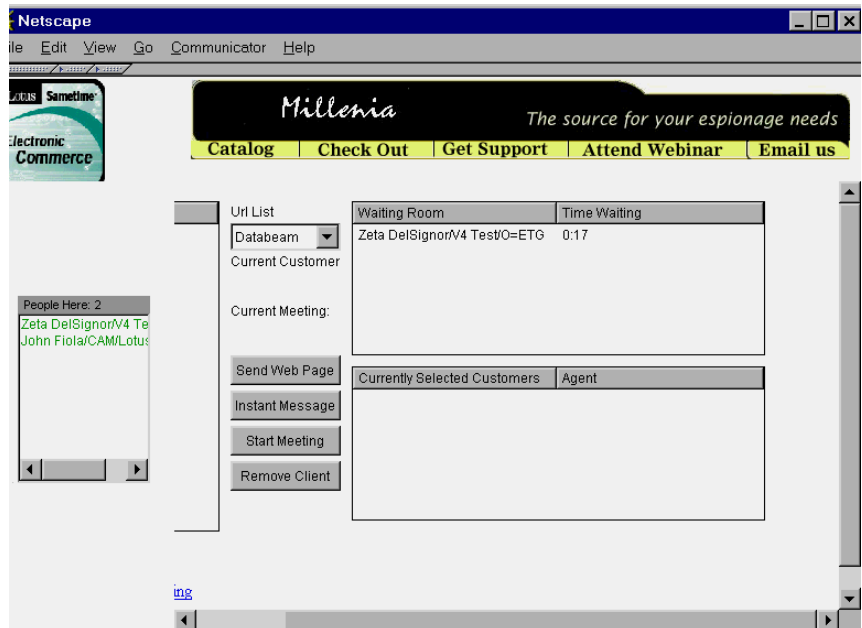 Netscape
ile Edit View Go Communicator Help
Lotus Sametime
Electronic
Commerce
Millenia
The source for your espionage needs
Catalog Check Out Get Support Attend Webinar Email us
Url List
Databeam
Current Customer
Current Meeting:
Waiting Room Time Waiting
Zeta DelSignor/V4 Test/O=ETG 0:17
People Here: 2
Zeta DelSignor/V4 Te
John Fiola/CAM/Lotus
Send Web Page
Instant Message
Start Meeting
Remove Client
Currently Selected Customers Agent
ing